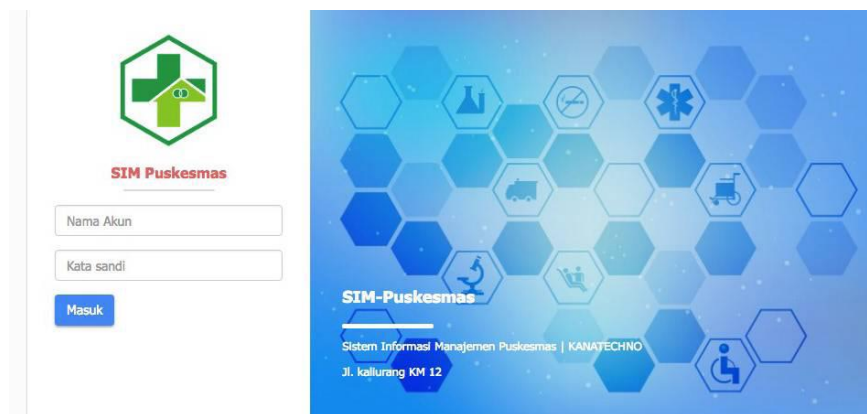 SIM Puskesmas
Nama Akun
Kata sandi
Masuk
SIM-Puskesmas
Sistem Informasi Manajemen Puskesmas | KANATECHNO
Jl. kaliurang KM 12